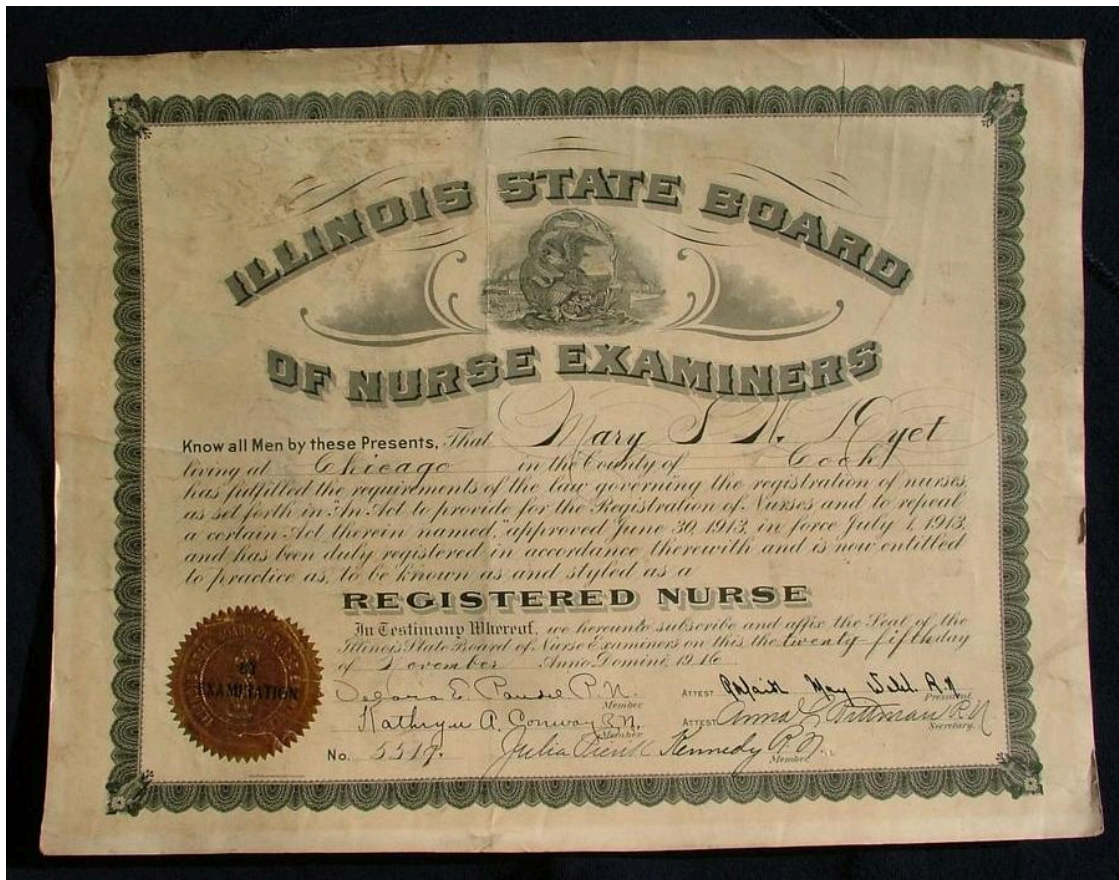 ILLINOIS STATE BOARD
OF NURSE EXAMINERS
Know all Men by these Presents, That Mary
living at Chicago in the County of Cook
has fulfilled the requirements of the law governing the registration of nurses,
as set forth in "An Act to provide for the Registration of Nurses and to repeal
a certain Act therein named," approved June 30, 1913, in force July 1, 1913,
and has been duly registered in accordance therewith and is now entitled
to practice as, to be known as and styled as a
REGISTERED NURSE
In Testimony Whereof, we hereunto subscribe and affix the Seal of the
Illinois State Board of Nurse Examiners on this the twenty-fifth day
of November Anno Domini, 1916
BY
EXAMINATION
R.N. Member
ATTEST May R.N. President
Kathryn A. Conway R.N. Member
ATTEST Anna L. R.N. Secretary.
No. 5519. Julia Kennedy R.N. Member